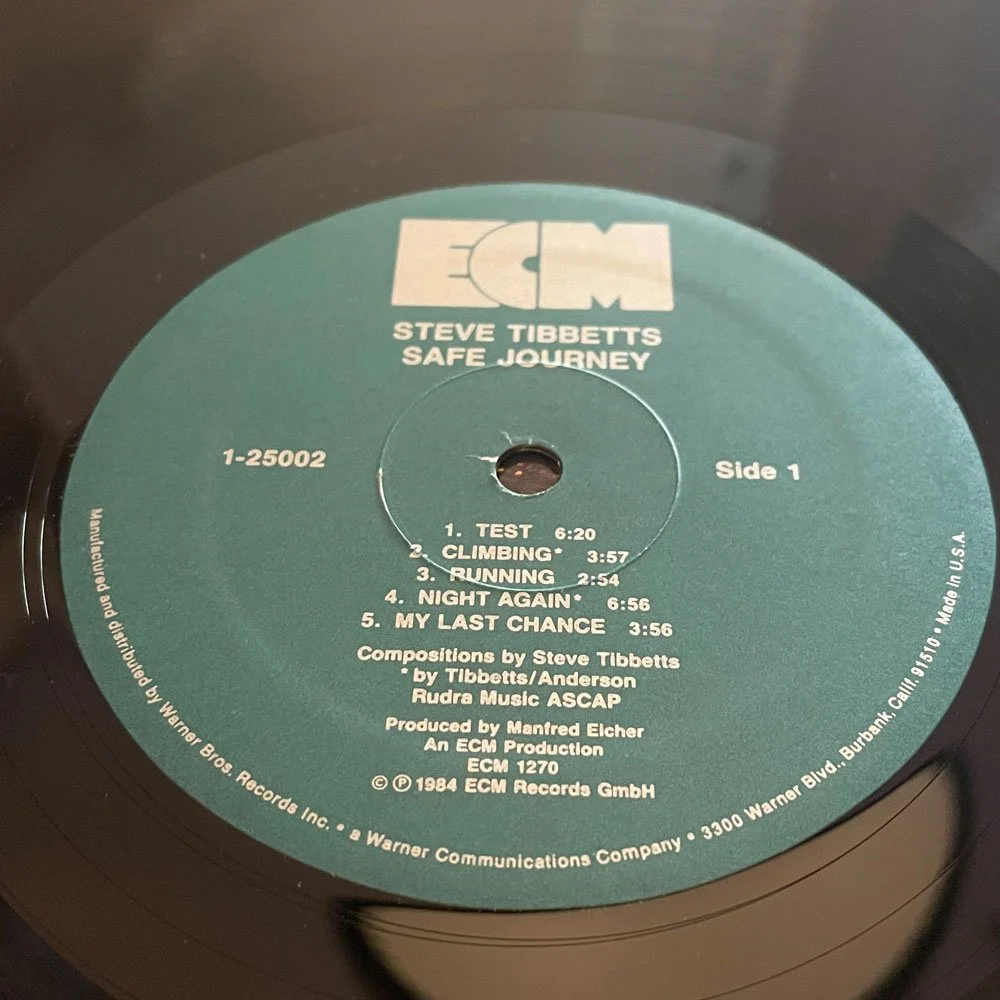 ECM
STEVE TIBBETTS
SAFE JOURNEY
1-25002
Side 1
1. TEST 6:20
2. CLIMBING* 3:57
3. RUNNING 2:54
4. NIGHT AGAIN* 6:56
5. MY LAST CHANCE 3:56
Compositions by Steve Tibbetts
*by Tibbetts/Anderson
Rudra Music ASCAP
Produced by Manfred Eicher
An ECM Production
ECM 1270
© ℗ 1984 ECM Records GmbH
Manufactured and distributed by Warner Bros. Records Inc. • a Warner Communications Company • 3300 Warner Blvd., Burbank, Calif. 91510 • Made in U.S.A.